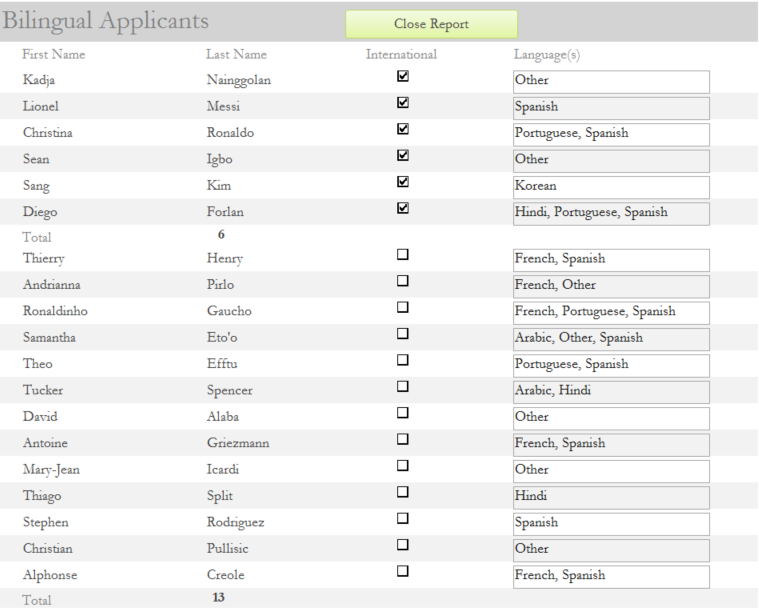 Bilingual Applicants Close Report
First Name Last Name International Language(s)
Kadja Nainggolan Other
Lionel Messi Spanish
Christina Ronaldo Portuguese, Spanish
Sean Igbo Other
Sang Kim Korean
Diego Forlan Hindi, Portuguese, Spanish
Total 6
Thierry Henry French, Spanish
Andrianna Pirlo French, Other
Ronaldinho Gaucho French, Portuguese, Spanish
Samantha Eto'o Arabic, Other, Spanish
Theo Efftu Portuguese, Spanish
Tucker Spencer Arabic, Hindi
David Alaba Other
Antoine Griezmann French, Spanish
Mary-Jean Icardi Other
Thiago Split Hindi
Stephen Rodriguez Spanish
Christian Pullisic Other
Alphonse Creole French, Spanish
Total 13